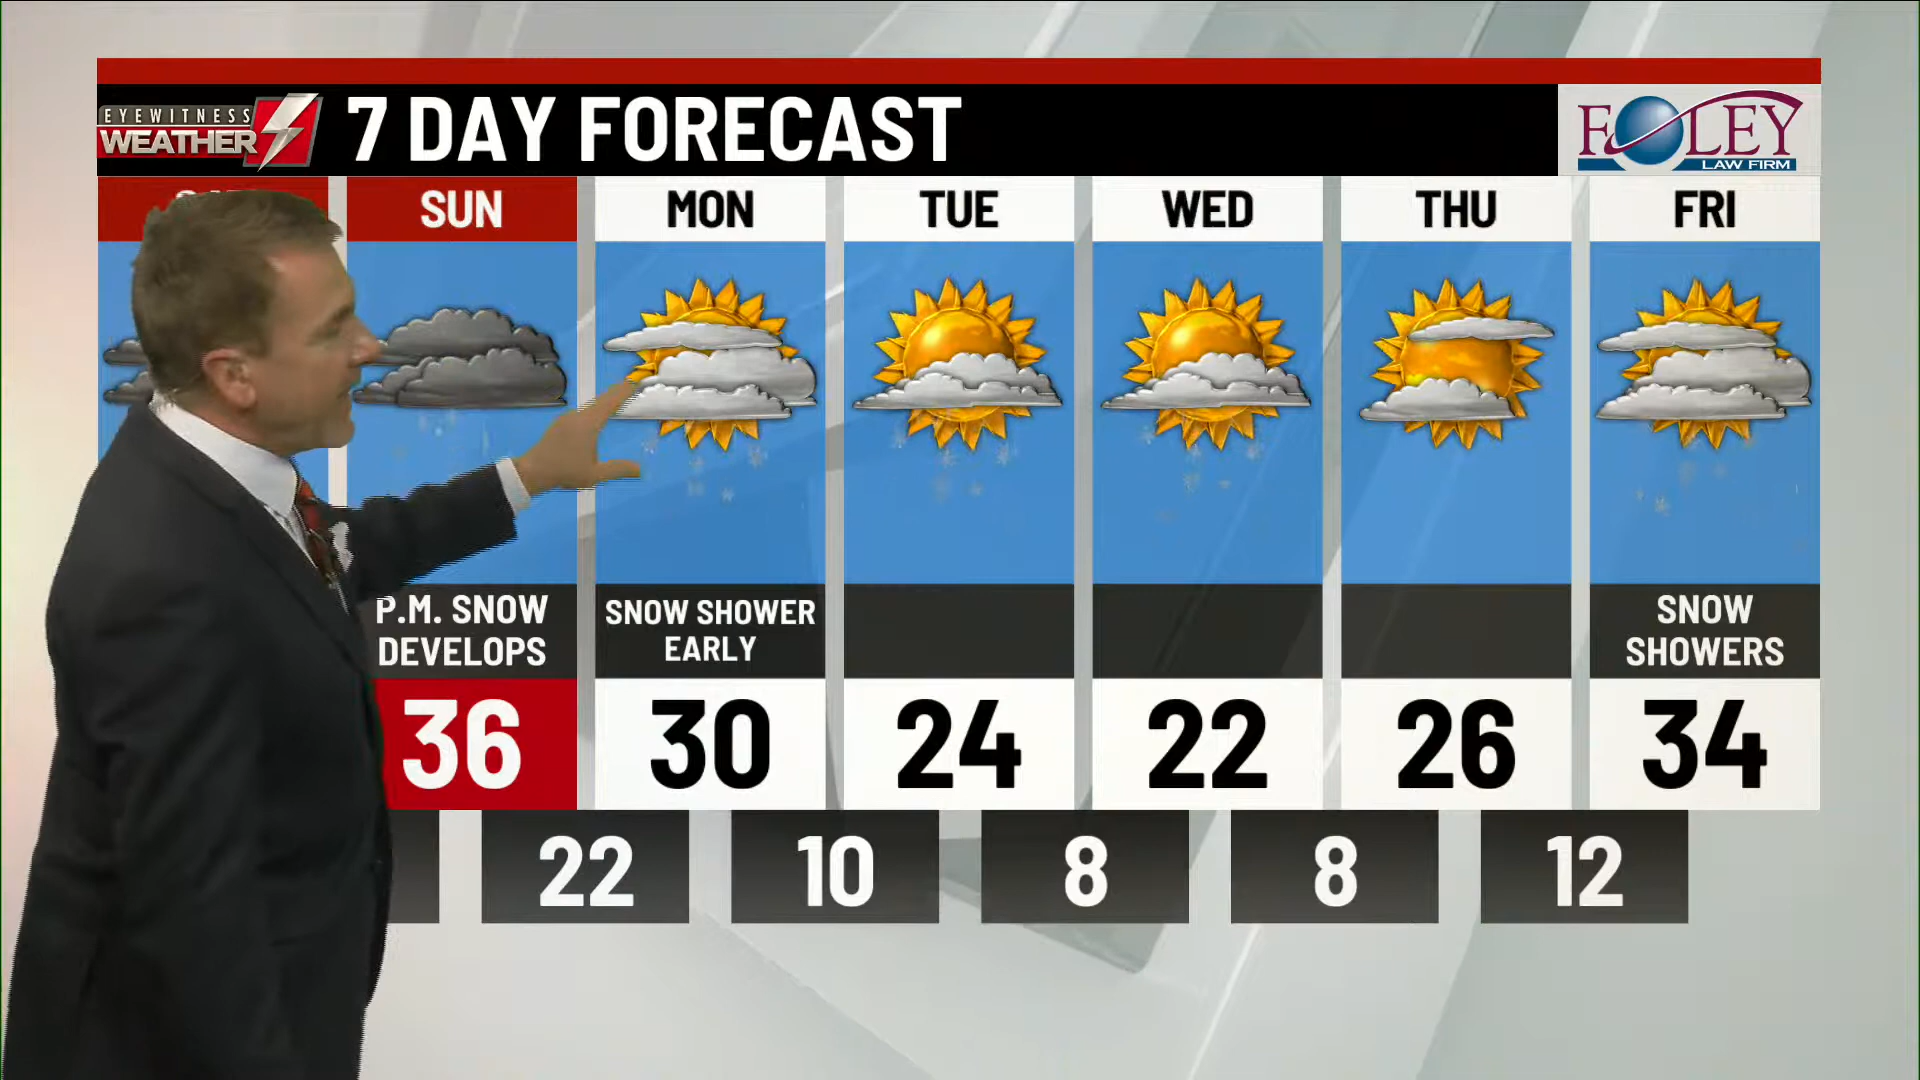 EYEWITNESS
WEATHER
7 DAY FORECAST
FOLEY
LAW FIRM
SUN
MON
TUE
WED
THU
FRI
P.M. SNOW
DEVELOPS
SNOW SHOWER
EARLY
SNOW
SHOWERS
36
30
24
22
26
34
22
10
8
8
12